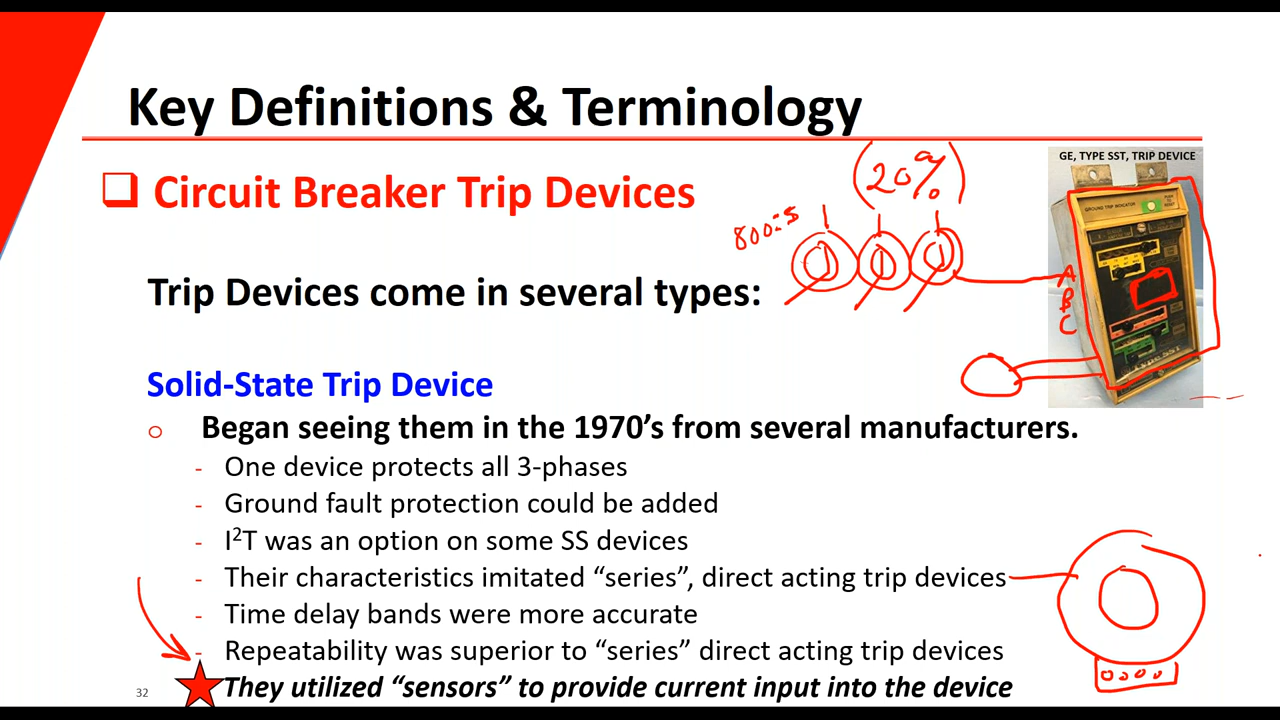 Key Definitions & Terminology
GE, TYPE SST, TRIP DEVICE
Circuit Breaker Trip Devices
(20%)
800:5
GROUND TRIP INDICATOR
A
B
C
Trip Devices come in several types:
Solid-State Trip Device
Began seeing them in the 1970’s from several manufacturers.
- One device protects all 3-phases
- Ground fault protection could be added
- I²T was an option on some SS devices
- Their characteristics imitated “series”, direct acting trip devices
- Time delay bands were more accurate
- Repeatability was superior to “series” direct acting trip devices
They utilized “sensors” to provide current input into the device
32